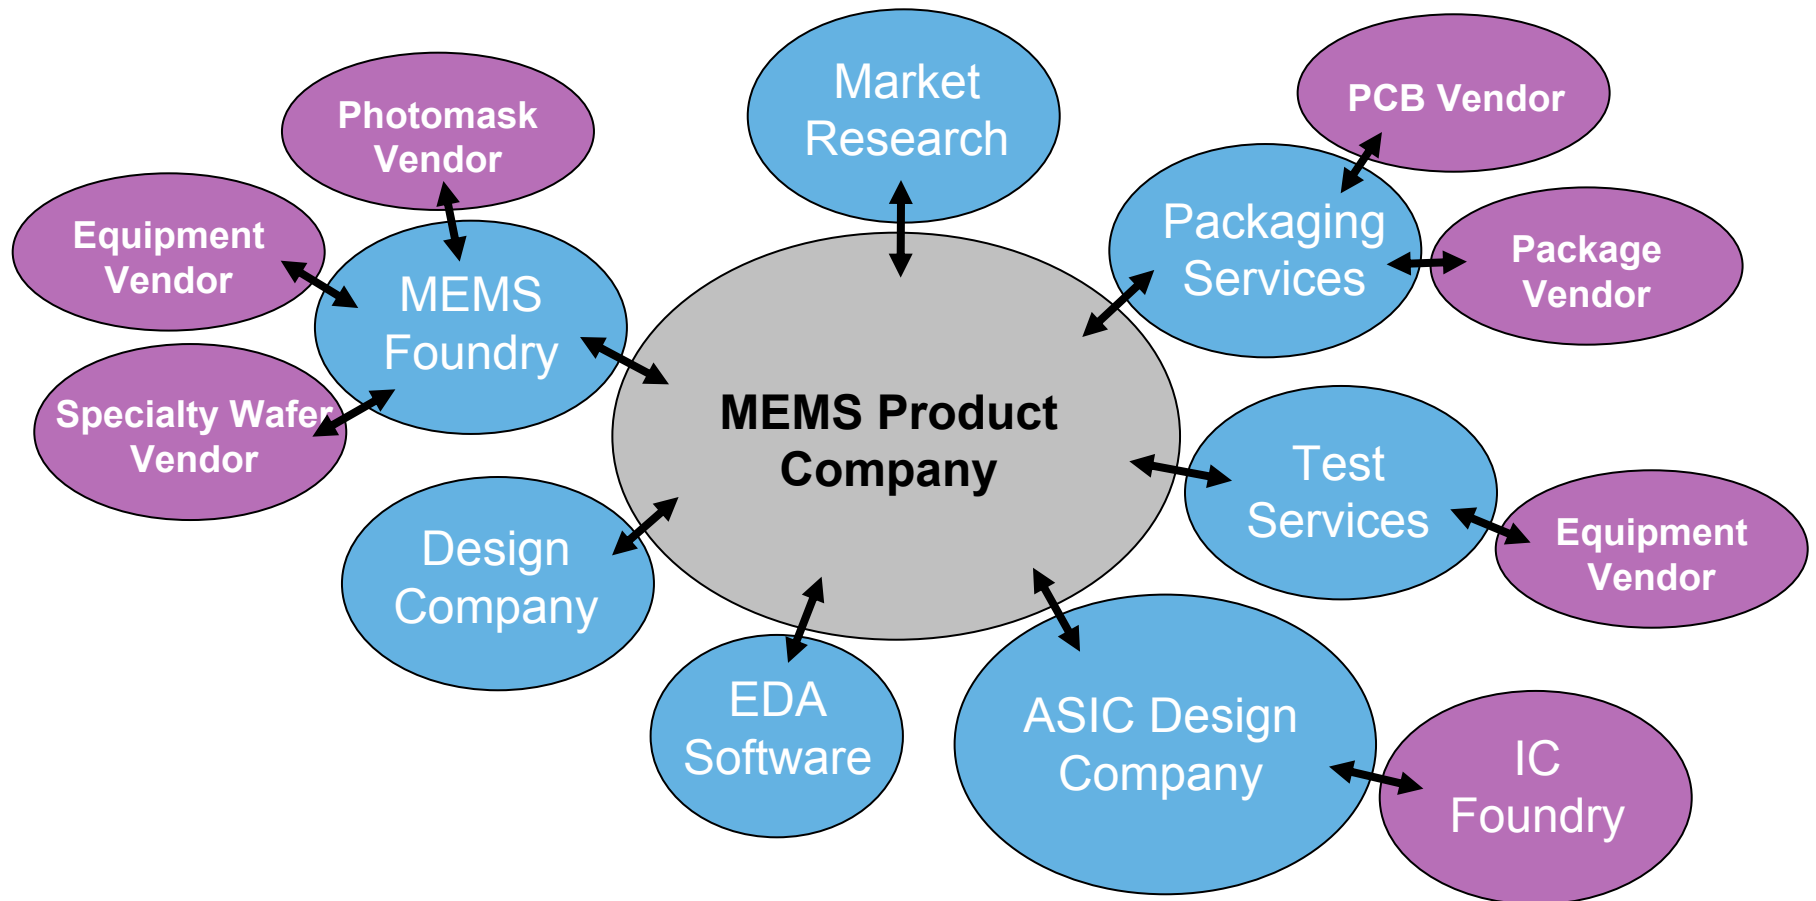 Market
Research
PCB Vendor
Photomask
Vendor
Packaging
Services
Equipment
Vendor
Package
Vendor
MEMS
Foundry
MEMS Product
Company
Specialty Wafer
Vendor
Test
Services
Design
Company
Equipment
Vendor
EDA
Software
ASIC Design
Company
IC
Foundry